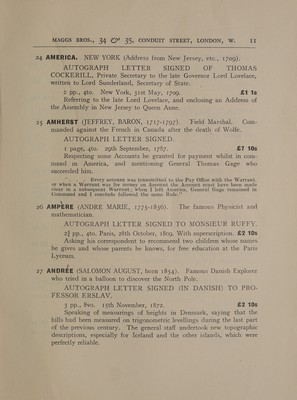 MAGGS BROS., 34 & 35, CONDUIT STREET, LONDON, W. 11
24 AMERICA. NEW YORK (Address from New Jersey, etc., 1709).
AUTOGRAPH LETTER SIGNED OF THOMAS
COCKERILL, Private Secretary to the late Governor Lord Lovelace,
written to Lord Sunderland, Secretary of State.
2 pp., 4to. New York, 31st May, 1709. £1 1s
Referring to the late Lord Lovelace, and enclosing an Address of
the Assembly in New Jersey to Queen Anne.
25 AMHERST (JEFFREY, BARON, 1717-1797). Field Marshal. Com-
manded against the French in Canada after the death of Wolfe.
AUTOGRAPH LETTER SIGNED.
1 page, 4to. 29th September, 1787. £7 10s
Respecting some Accounts be granted for payment whilst in com-
mand in America, and mentioning General Thomas Gage who
succeeded him.
". . . Every account was transmitted to the Pay Office with the Warrant,
or when a Warrant was for money on Account the Account must have been made
clear in a subsequent Warrant; when I left America, General Gage remained in
Command and I conclude followed the same Rule."
26 AMPÈRE (ANDRÉ MARIE, 1775-1836). The famous Physicist and
mathematician.
AUTOGRAPH LETTER SIGNED TO MONSIEUR RUFFY.
2½ pp., 4to. Paris, 28th October, 1809. With superscription. £2 10s
Asking his correspondent to recommend two children whose names
he gives and whose parents he knows, for free education at the Paris
Lyceum.
27 ANDRÉE (SALOMON AUGUST, born 1854). Famous Danish Explorer
who tried in a balloon to discover the North Pole.
AUTOGRAPH LETTER SIGNED (IN DANISH) TO PRO-
FESSOR ERSLAV.
3 pp., 8vo. 15th November, 1872. £2 10s
Speaking of measurings of heights in Denmark, saying that the
hills had been measured on trigonometric levellings during the last part
of the previous century. The general staff undertook new topographic
descriptions, especially for Iceland and the other islands, which were
perfectly reliable.